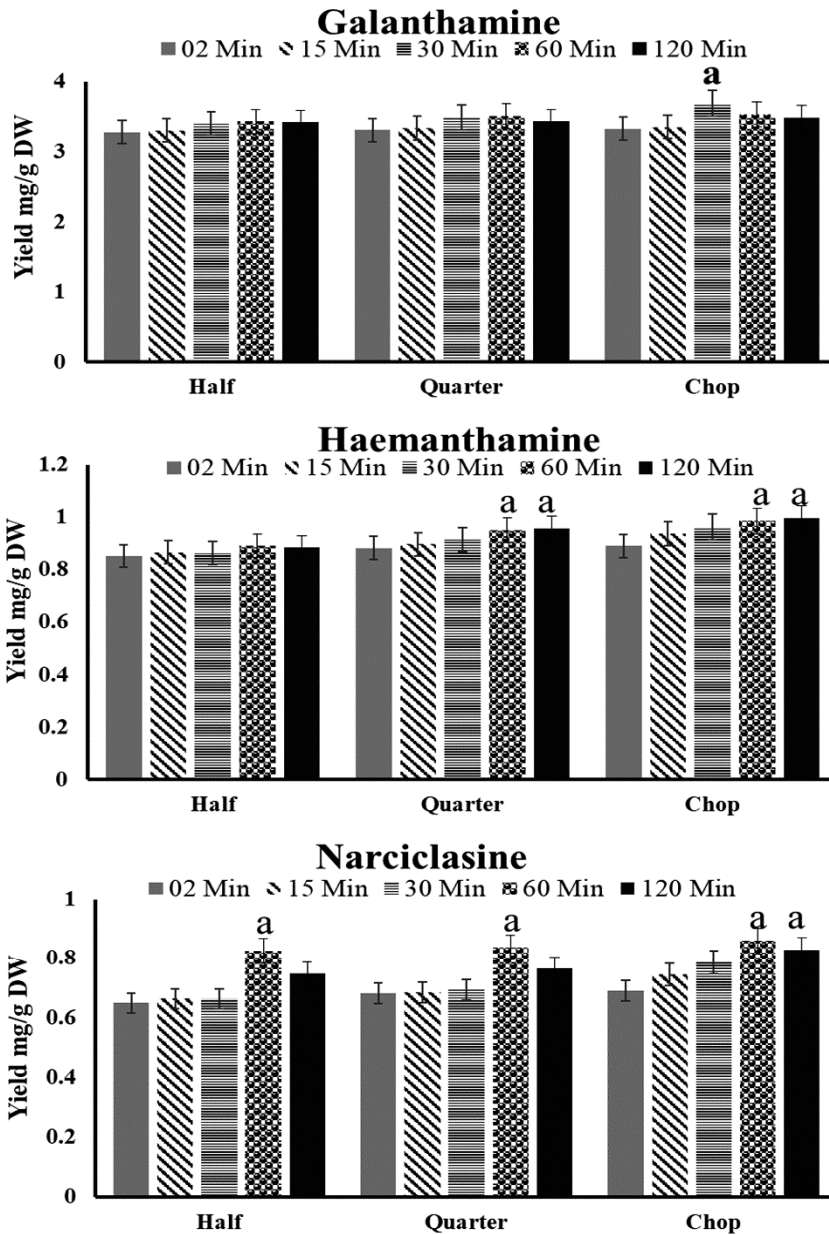 Galanthamine
02 Min 15 Min 30 Min 60 Min 120 Min
a
4
3
2
1
0
Yield mg/g DW
Half Quarter Chop
Haemanthamine
1.2
02 Min 15 Min 30 Min 60 Min 120 Min
a a a a
1
0.8
0.6
0.4
0.2
0
Yield mg/g DW
Half Quarter Chop
Narciclasine
02 Min 15 Min 30 Min 60 Min 120 Min
1
a a a a
0.8
0.6
0.4
0.2
0
Yield mg/g DW
Half Quarter Chop